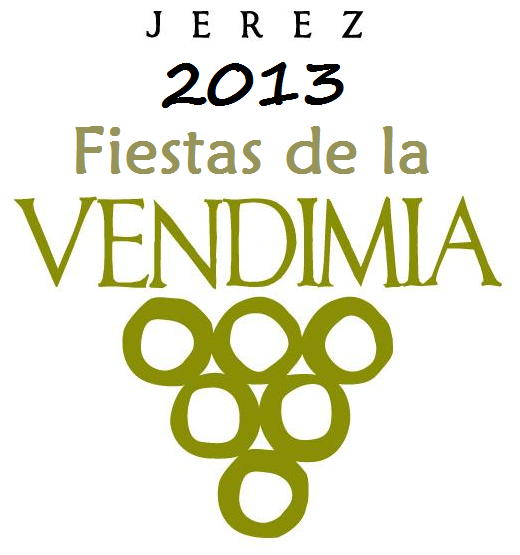 JEREZ
2013
Fiestas de la
VENDIMIA